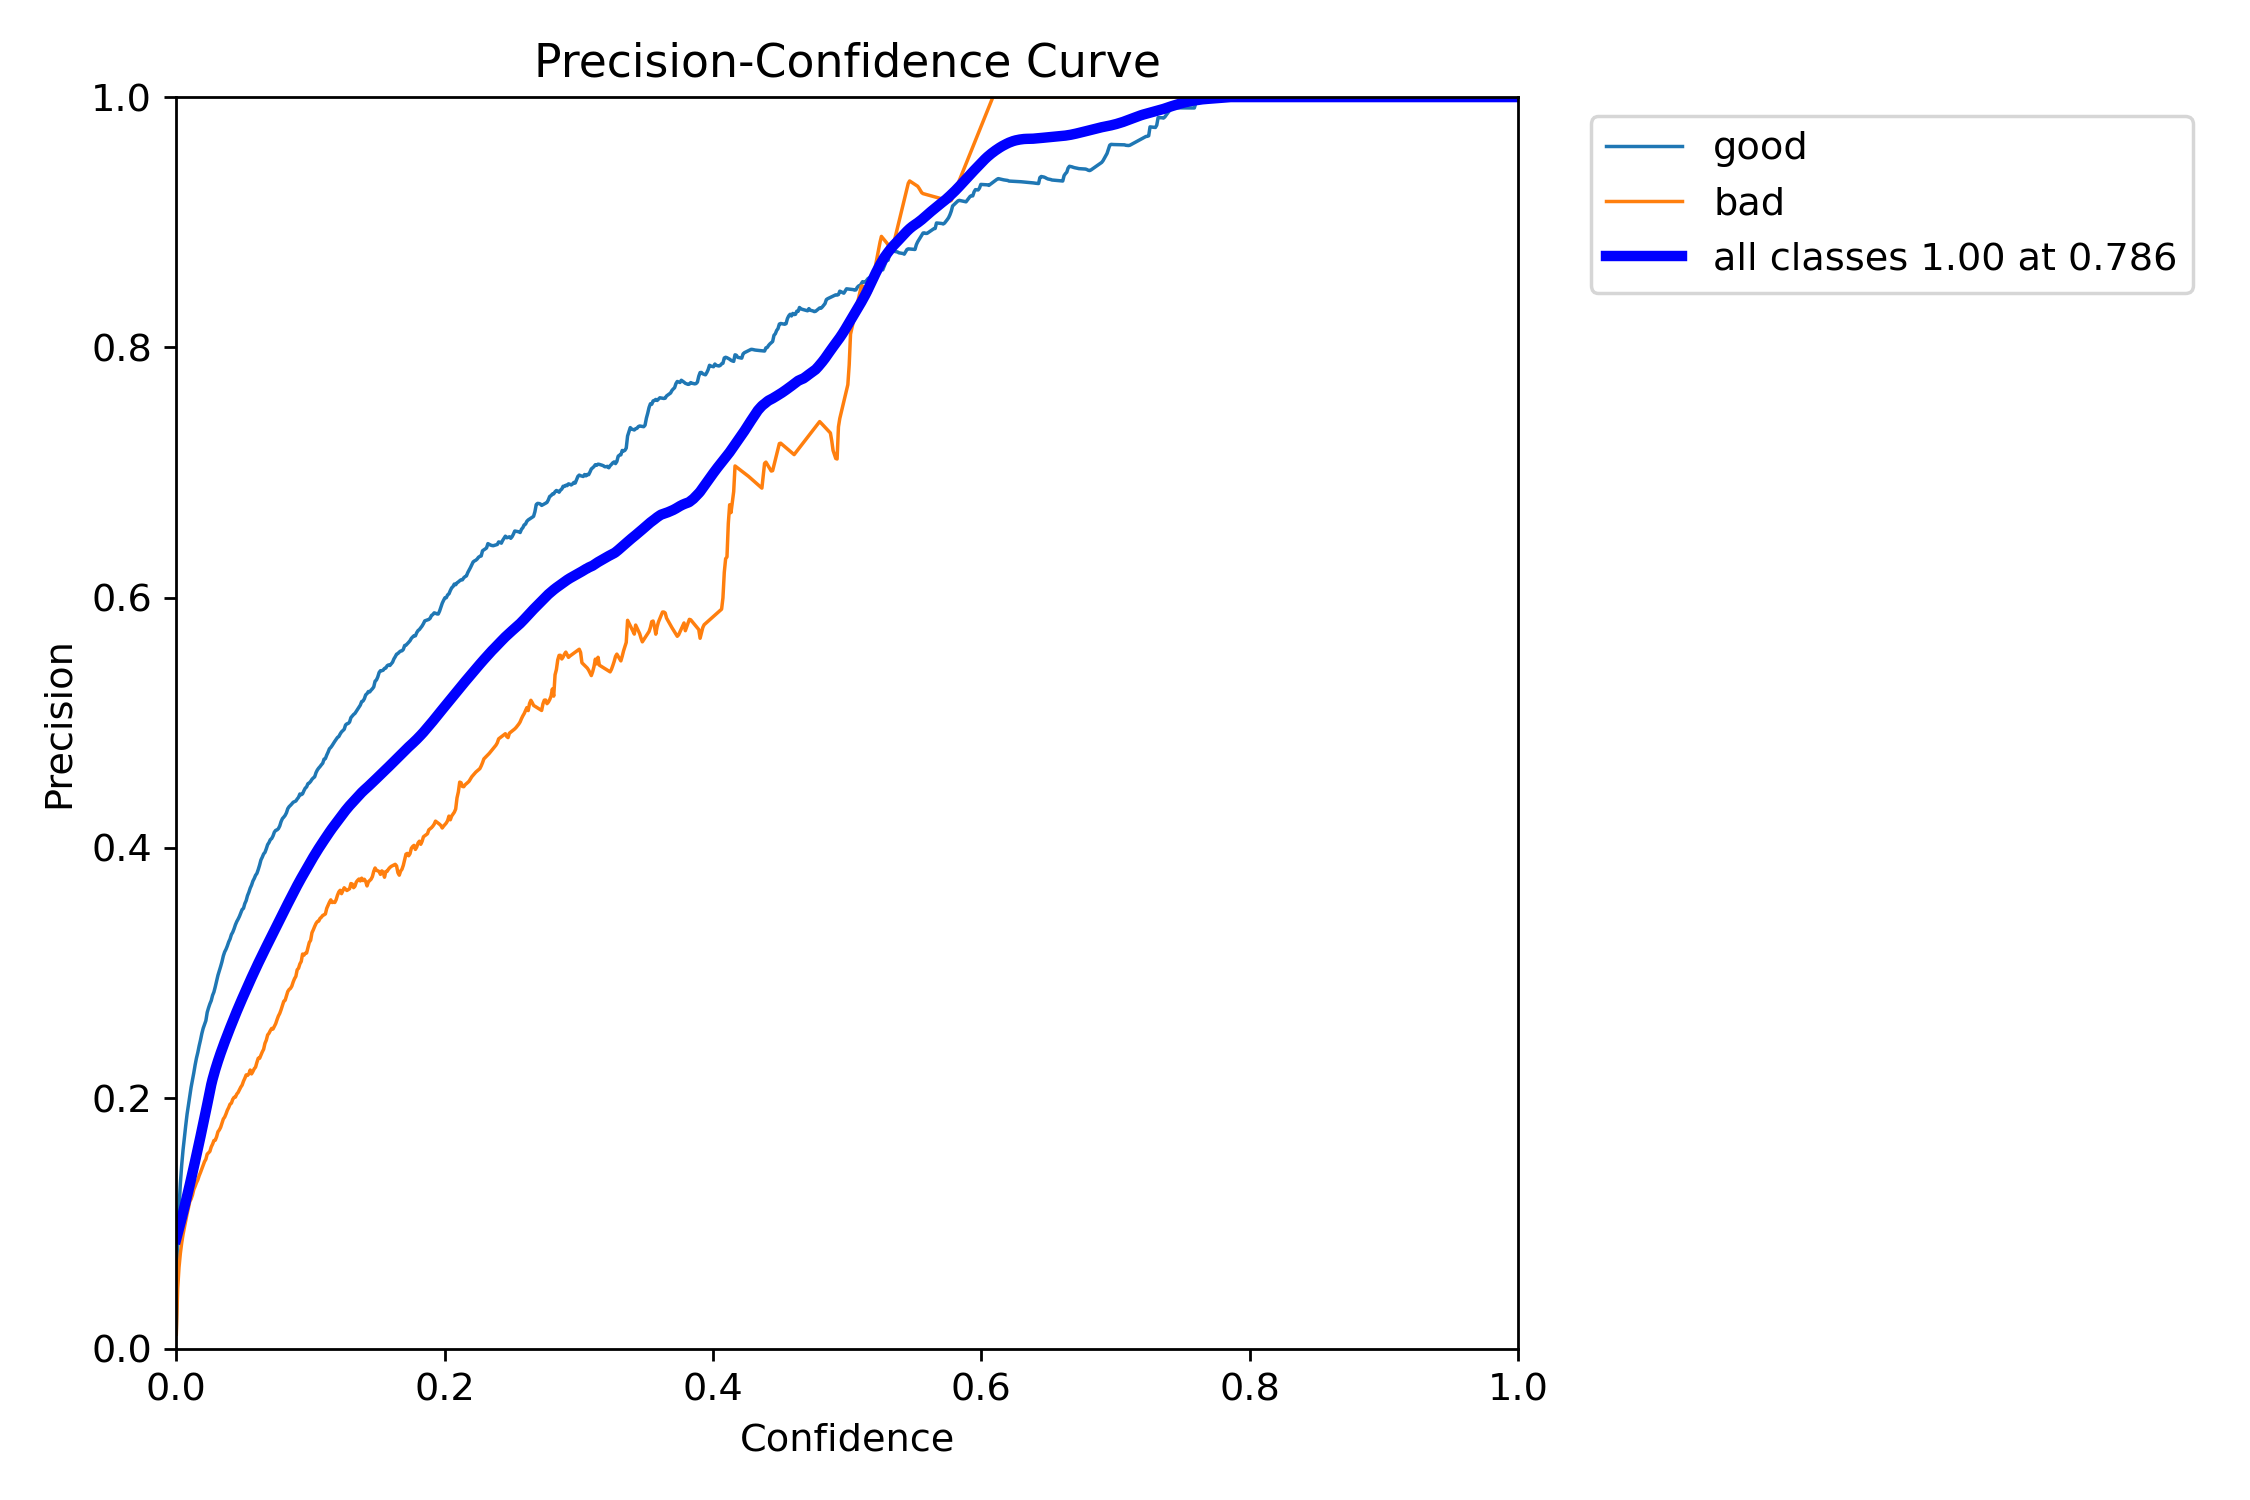 Precision-Confidence Curve
1.0
0.8
0.6
0.4
0.2
0.0
Precision
0.0 0.2 0.4 0.6 0.8 1.0
Confidence
good
bad
all classes 1.00 at 0.786